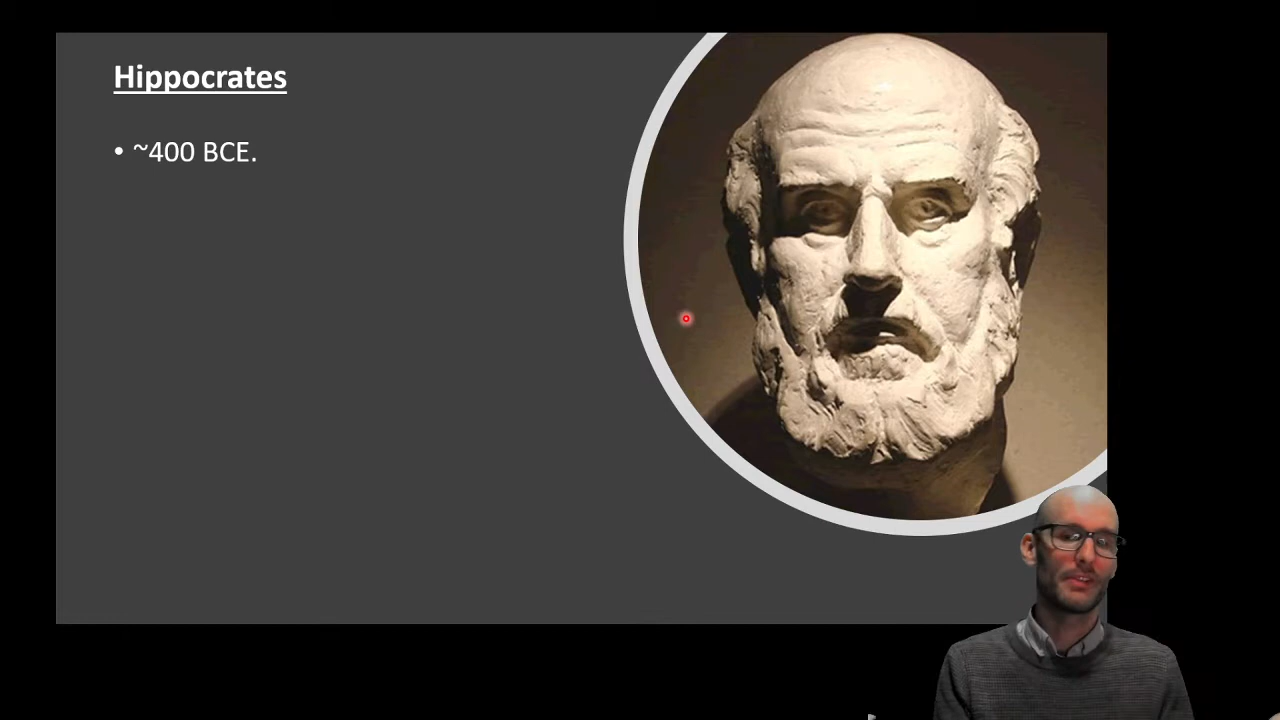 Hippocrates
• ~400 BCE.